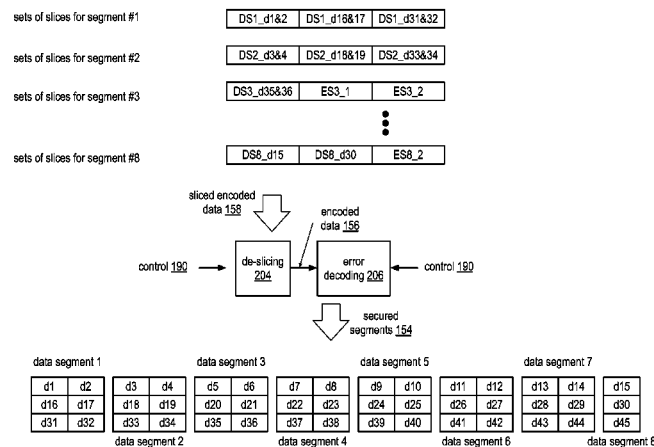 sets of slices for segment #1 DS1_d1&2 DS1_d16&17 DS1_d31&32
sets of slices for segment #2 DS2_d3&4 DS2_d18&19 DS2_d33&34
sets of slices for segment #3 DS3_d35&36 ES3_1 ES3_2
sets of slices for segment #8 DS8_d15 DS8_d30 ES8_2
sliced encoded
data 158
encoded
data 156
control 190
de-slicing
204
error
decoding 206
control 190
secured
segments 154
data segment 1 data segment 3 data segment 5 data segment 7
d1 d2 d3 d4 d5 d6 d7 d8 d9 d10 d11 d12 d13 d14 d15
d16 d17 d18 d19 d20 d21 d22 d23 d24 d25 d26 d27 d28 d29 d30
d31 d32 d33 d34 d35 d36 d37 d38 d39 d40 d41 d42 d43 d44 d45
data segment 2 data segment 4 data segment 6 data segment 8